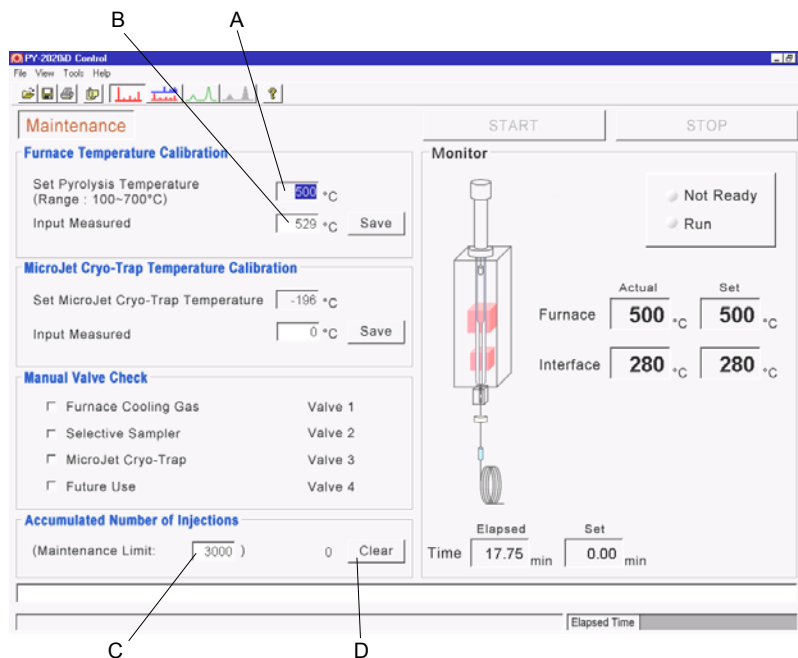 B A
PY-2020iD Control
File View Tools Help
Maintenance
START STOP
Furnace Temperature Calibration
Set Pyrolysis Temperature
(Range : 100~700°C)
500 °C
Input Measured 529 °C Save
MicroJet Cryo-Trap Temperature Calibration
Set MicroJet Cryo-Trap Temperature -196 °C
Input Measured 0 °C Save
Manual Valve Check
Furnace Cooling Gas Valve 1
Selective Sampler Valve 2
MicroJet Cryo-Trap Valve 3
Future Use Valve 4
Accumulated Number of Injections
(Maintenance Limit: 3000 ) 0 Clear
Monitor
Not Ready
Run
Actual Set
Furnace 500 °C 500 °C
Interface 280 °C 280 °C
Elapsed Set
Time 17.75 min 0.00 min
Elapsed Time
C D